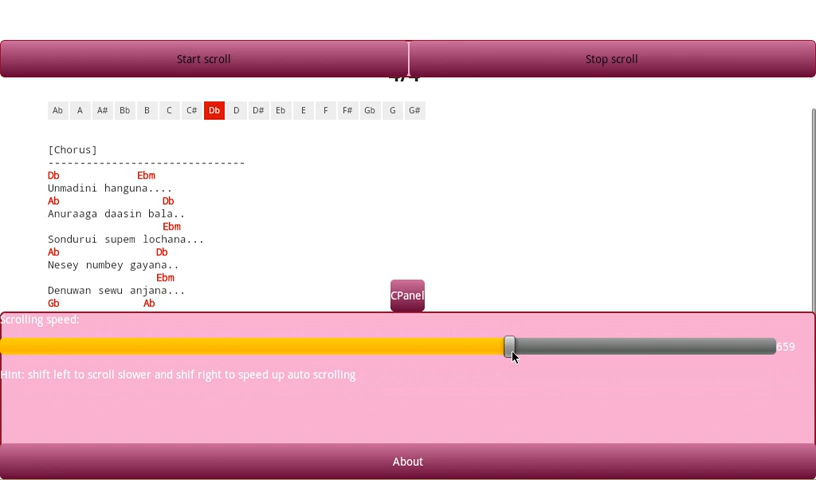 Start scroll Stop scroll
4/4
Ab A A# Bb B C C# Db D D# Eb E F F# Gb G G#
[Chorus]
-------------------------------
Db Ebm
Unmadini hanguna....
Ab Db
Anuraaga daasin bala..
Ebm
Sondurui supem lochana...
Ab Db
Nesey numbey gayana..
Ebm
Denuwan sewu anjana...
Gb Ab
CPanel
Scrolling speed:
659
Hint: shift left to scroll slower and shif right to speed up auto scrolling
About